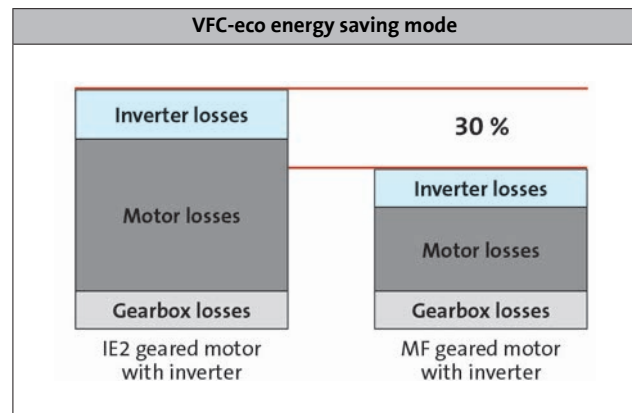 VFC-eco energy saving mode
Inverter losses
30 %
Motor losses
Gearbox losses
IE2 geared motor
with inverter
Inverter losses
Motor losses
Gearbox losses
MF geared motor
with inverter